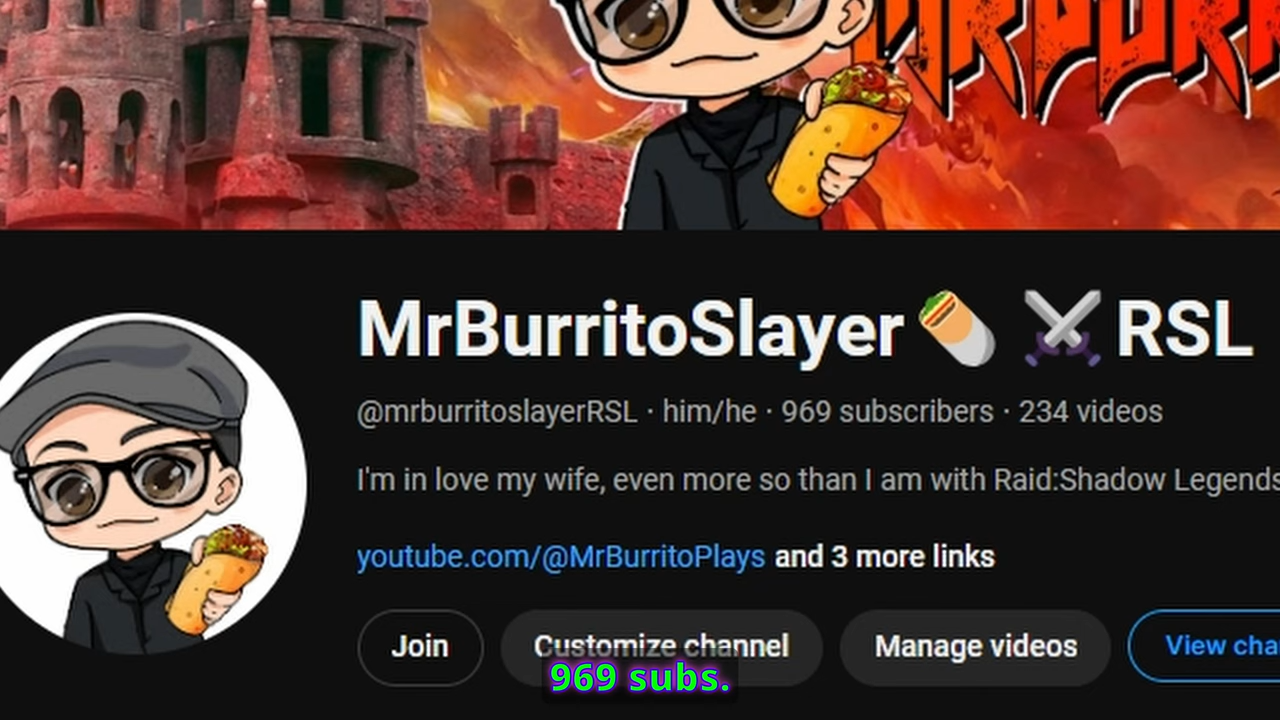 MrBurritoSlayer🌯 ⚔️RSL
@mrburritoslayerRSL · him/he · 969 subscribers · 234 videos
I'm in love my wife, even more so than I am with Raid:Shadow Legends
youtube.com/@MrBurritoPlays and 3 more links
Join
Customize channel
Manage videos
View
969 subs.